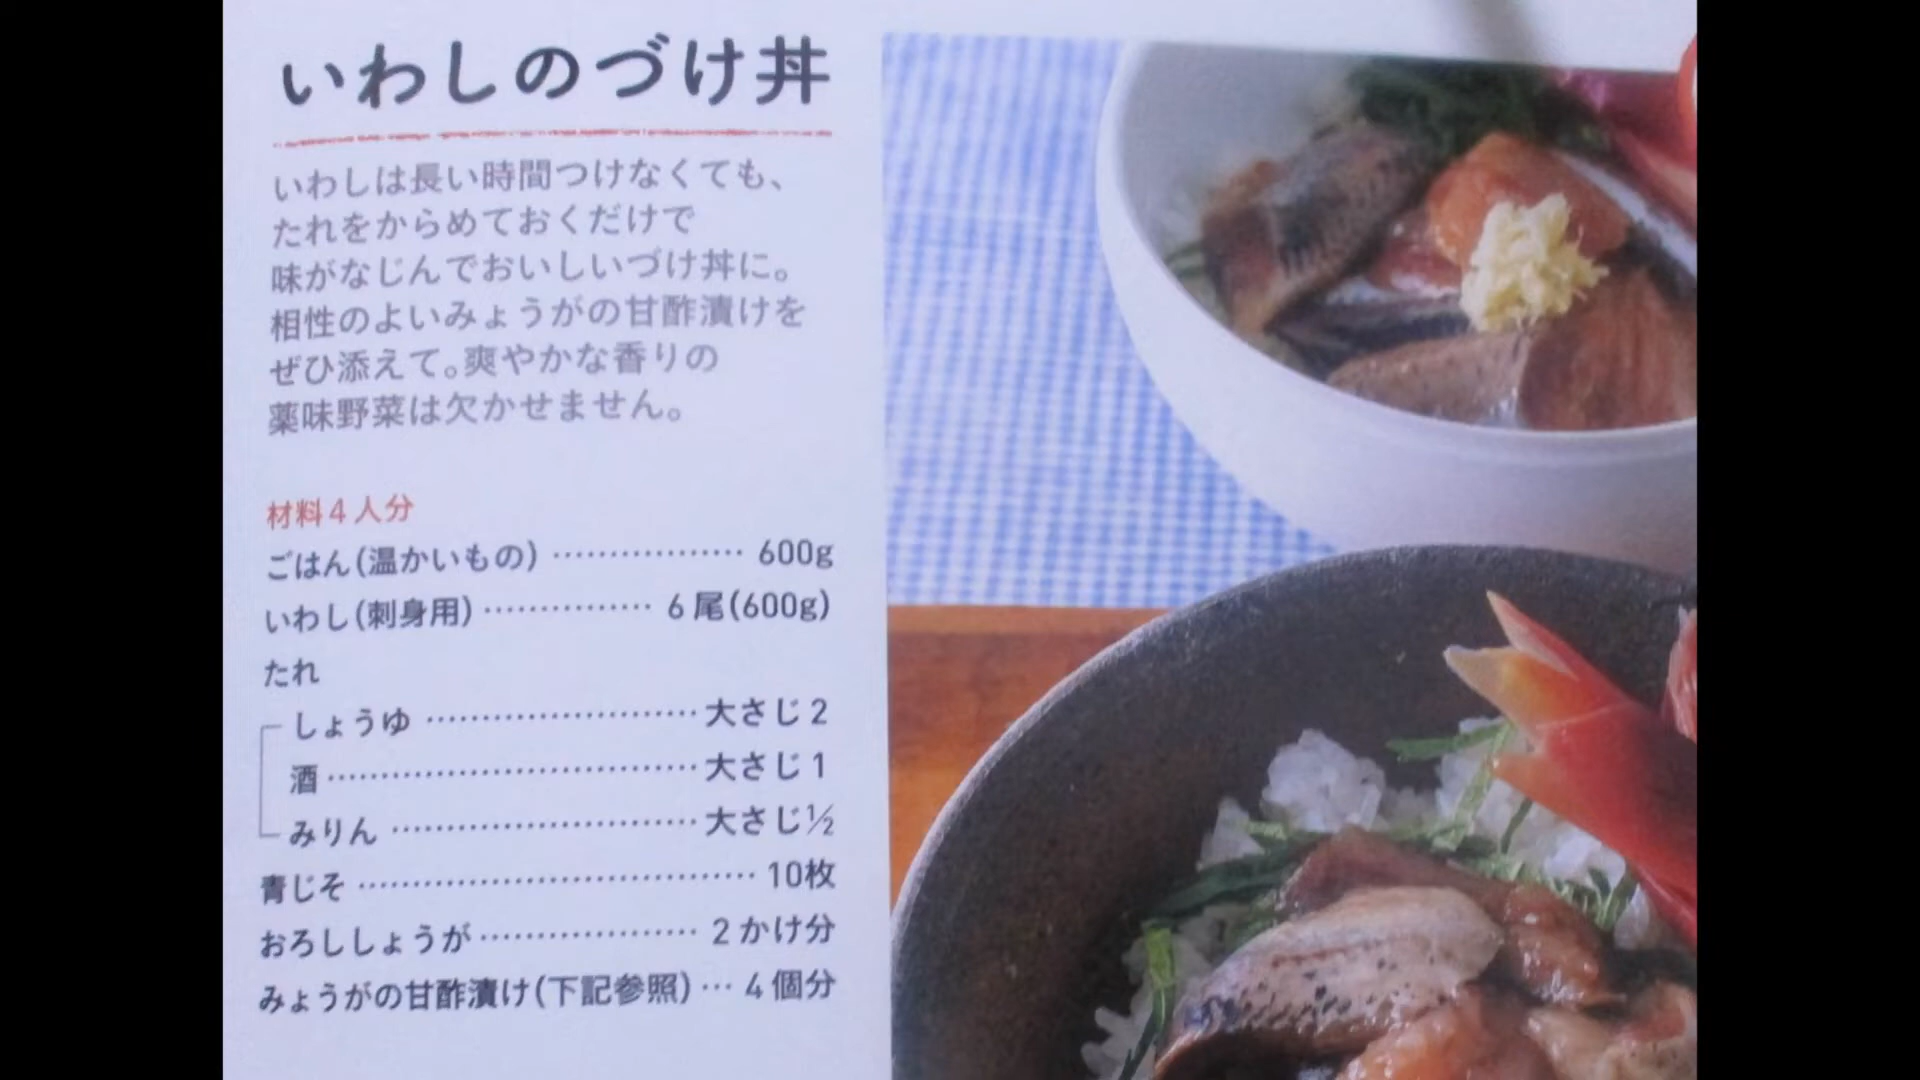 いわしのづけ丼
いわしは長い時間つけなくても、
たれをからめておくだけで
味がなじんでおいしいづけ丼に。
相性のよいみょうがの甘酢漬けを
ぜひ添えて。爽やかな香りの
薬味野菜は欠かせません。
材料4人分
ごはん(温かいもの) ……………… 600g
いわし(刺身用) …………… 6尾(600g)
たれ
しょうゆ ……………………… 大さじ2
酒 ……………………………… 大さじ1
みりん ………………………… 大さじ½
青じそ ………………………………… 10枚
おろししょうが ………………… 2かけ分
みょうがの甘酢漬け(下記参照) … 4個分